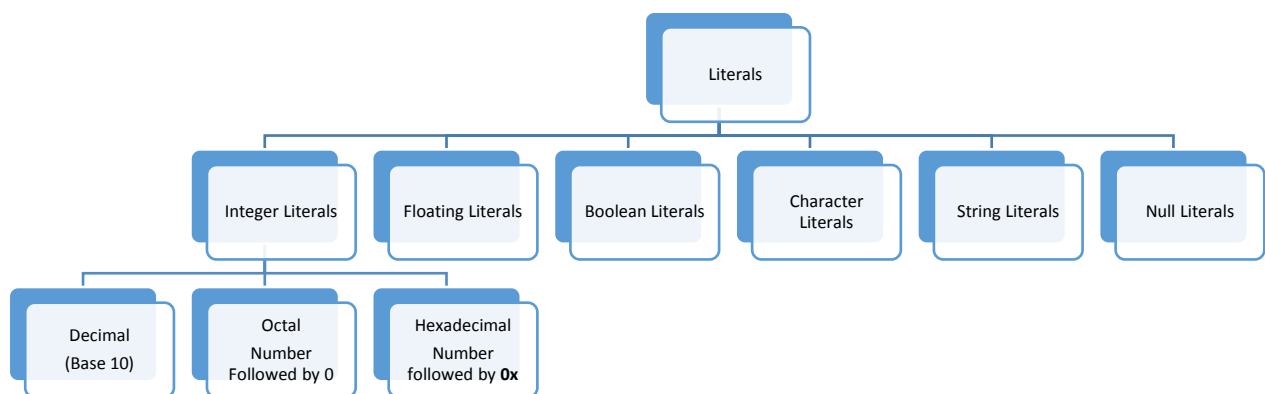 Literals
Integer Literals
Floating Literals
Boolean Literals
Character
Literals
String Literals
Null Literals
Decimal
(Base 10)
Octal
Number
Followed by 0
Hexadecimal
Number
followed by 0x